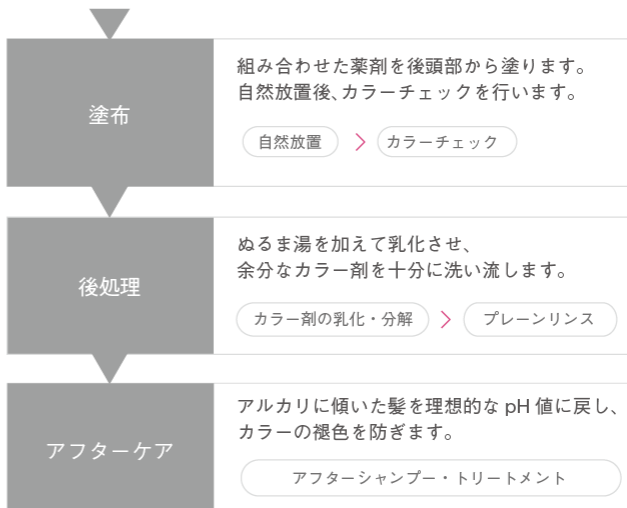 塗布
組み合わせた薬剤を後頭部から塗ります。
自然放置後、カラーチェックを行います。
自然放置 > カラーチェック
後処理
ぬるま湯を加えて乳化させ、
余分なカラー剤を十分に洗い流します。
カラー剤の乳化・分解 > プレーンリンス
アフターケア
アルカリに傾いた髪を理想的な pH 値に戻し、
カラーの褪色を防ぎます。
アフターシャンプー・トリートメント